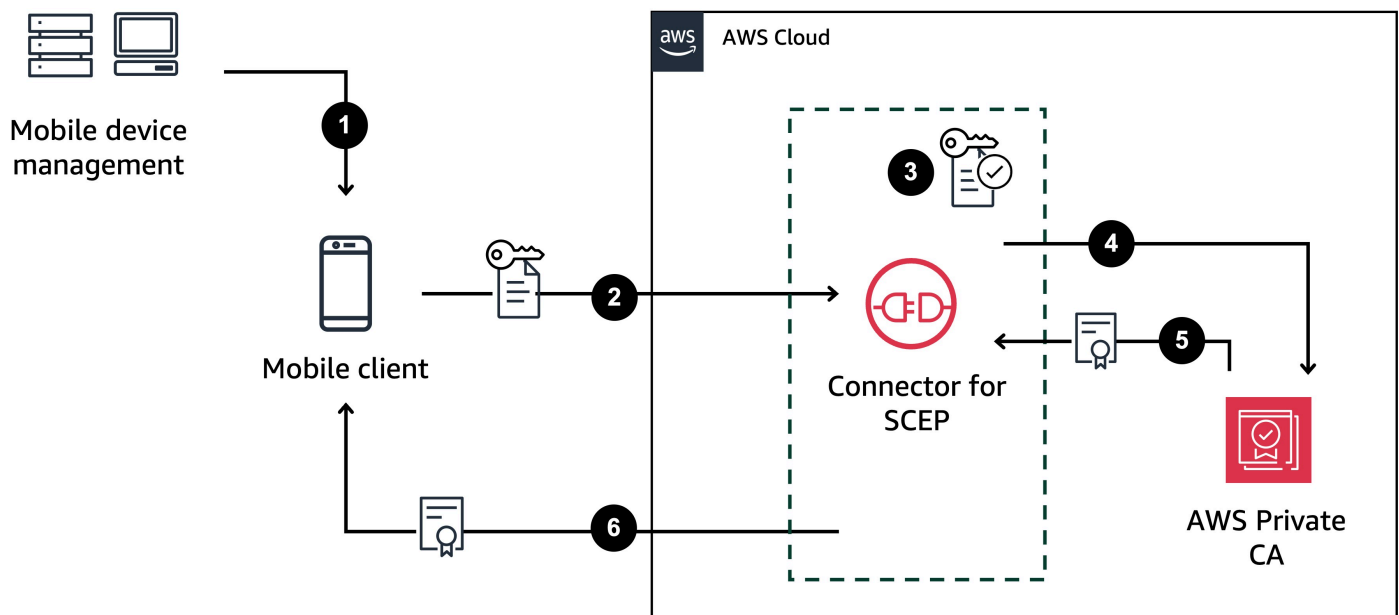 aws
AWS Cloud
Mobile device
management
1
3
4
2
5
Mobile client
Connector for
SCEP
6
AWS Private
CA